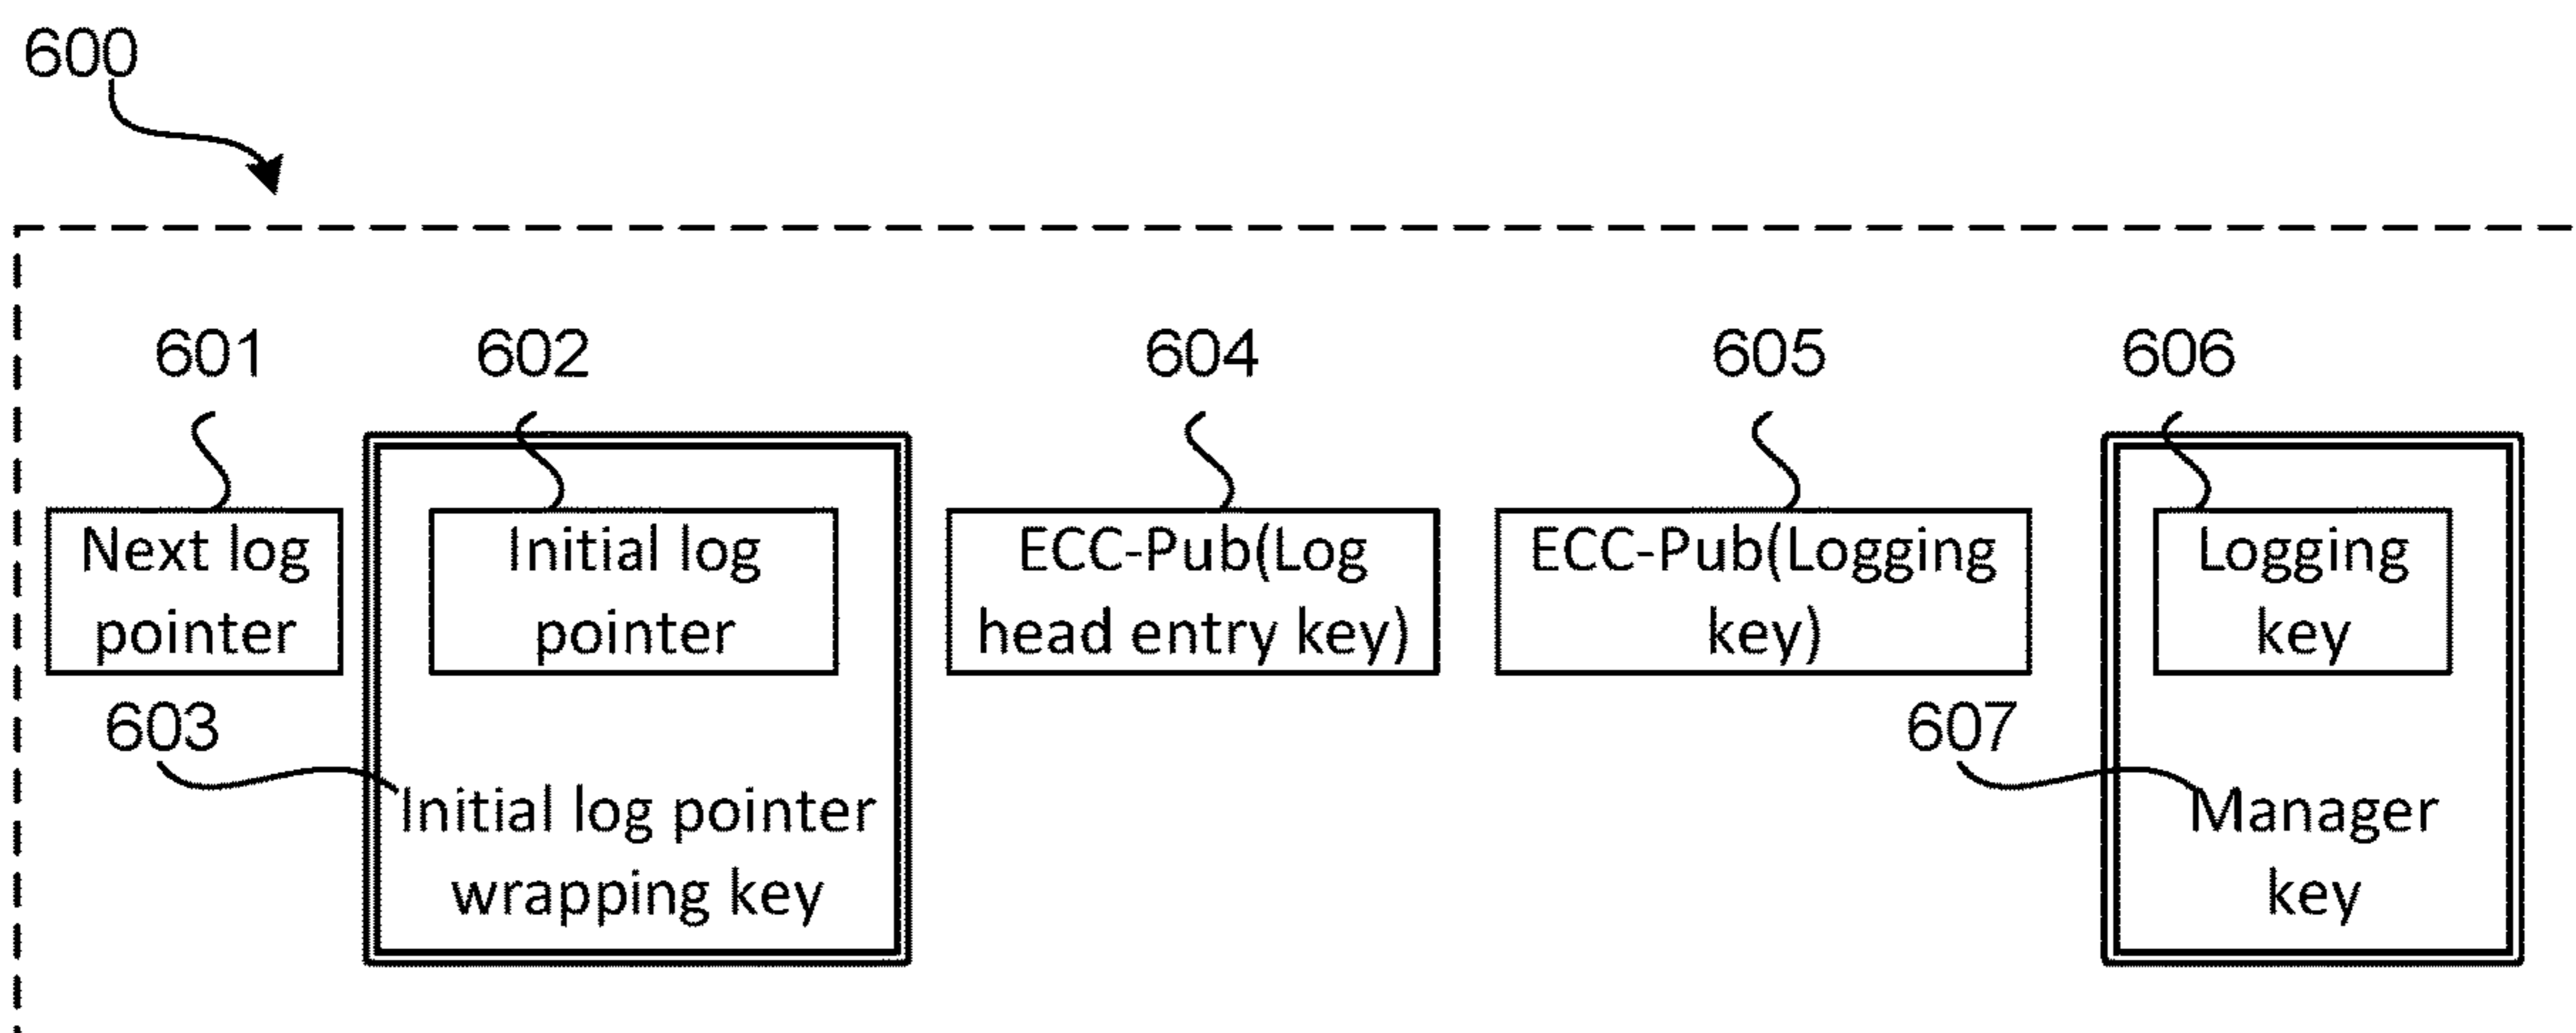 600
601 602 604 605 606
Next log
pointer
Initial log
pointer
ECC-Pub(Log
head entry key)
ECC-Pub(Logging
key)
Logging
key
603
Initial log pointer
wrapping key
607
Manager
key